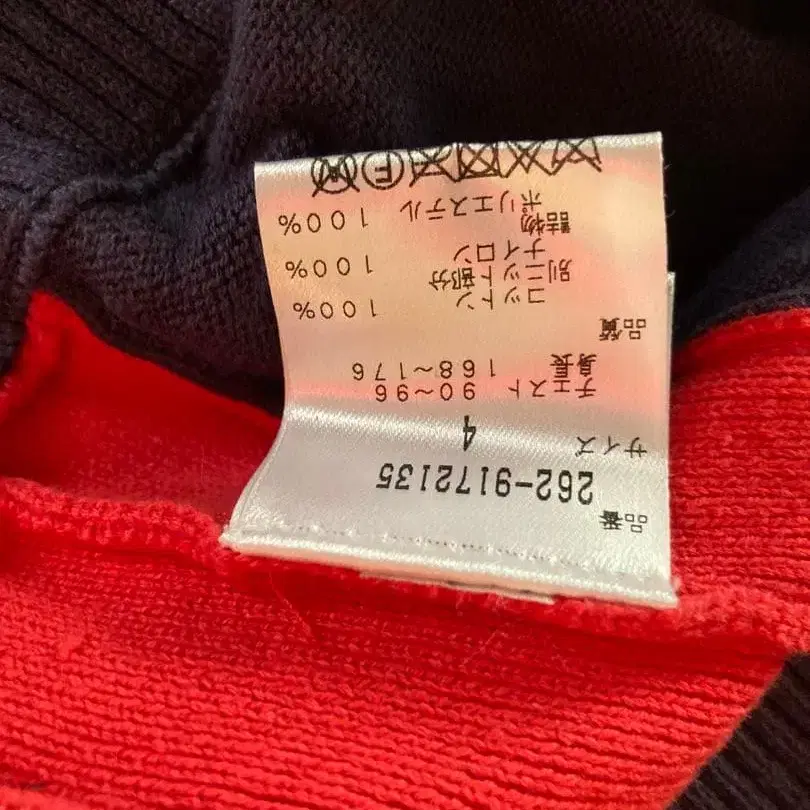 品番
262-9172135
サイズ
4
チェスト 90~96
身長 168~176
品質
コットン 100%
別ニット部分
ナイロン 100%
詰物
ポリエステル 100%
F